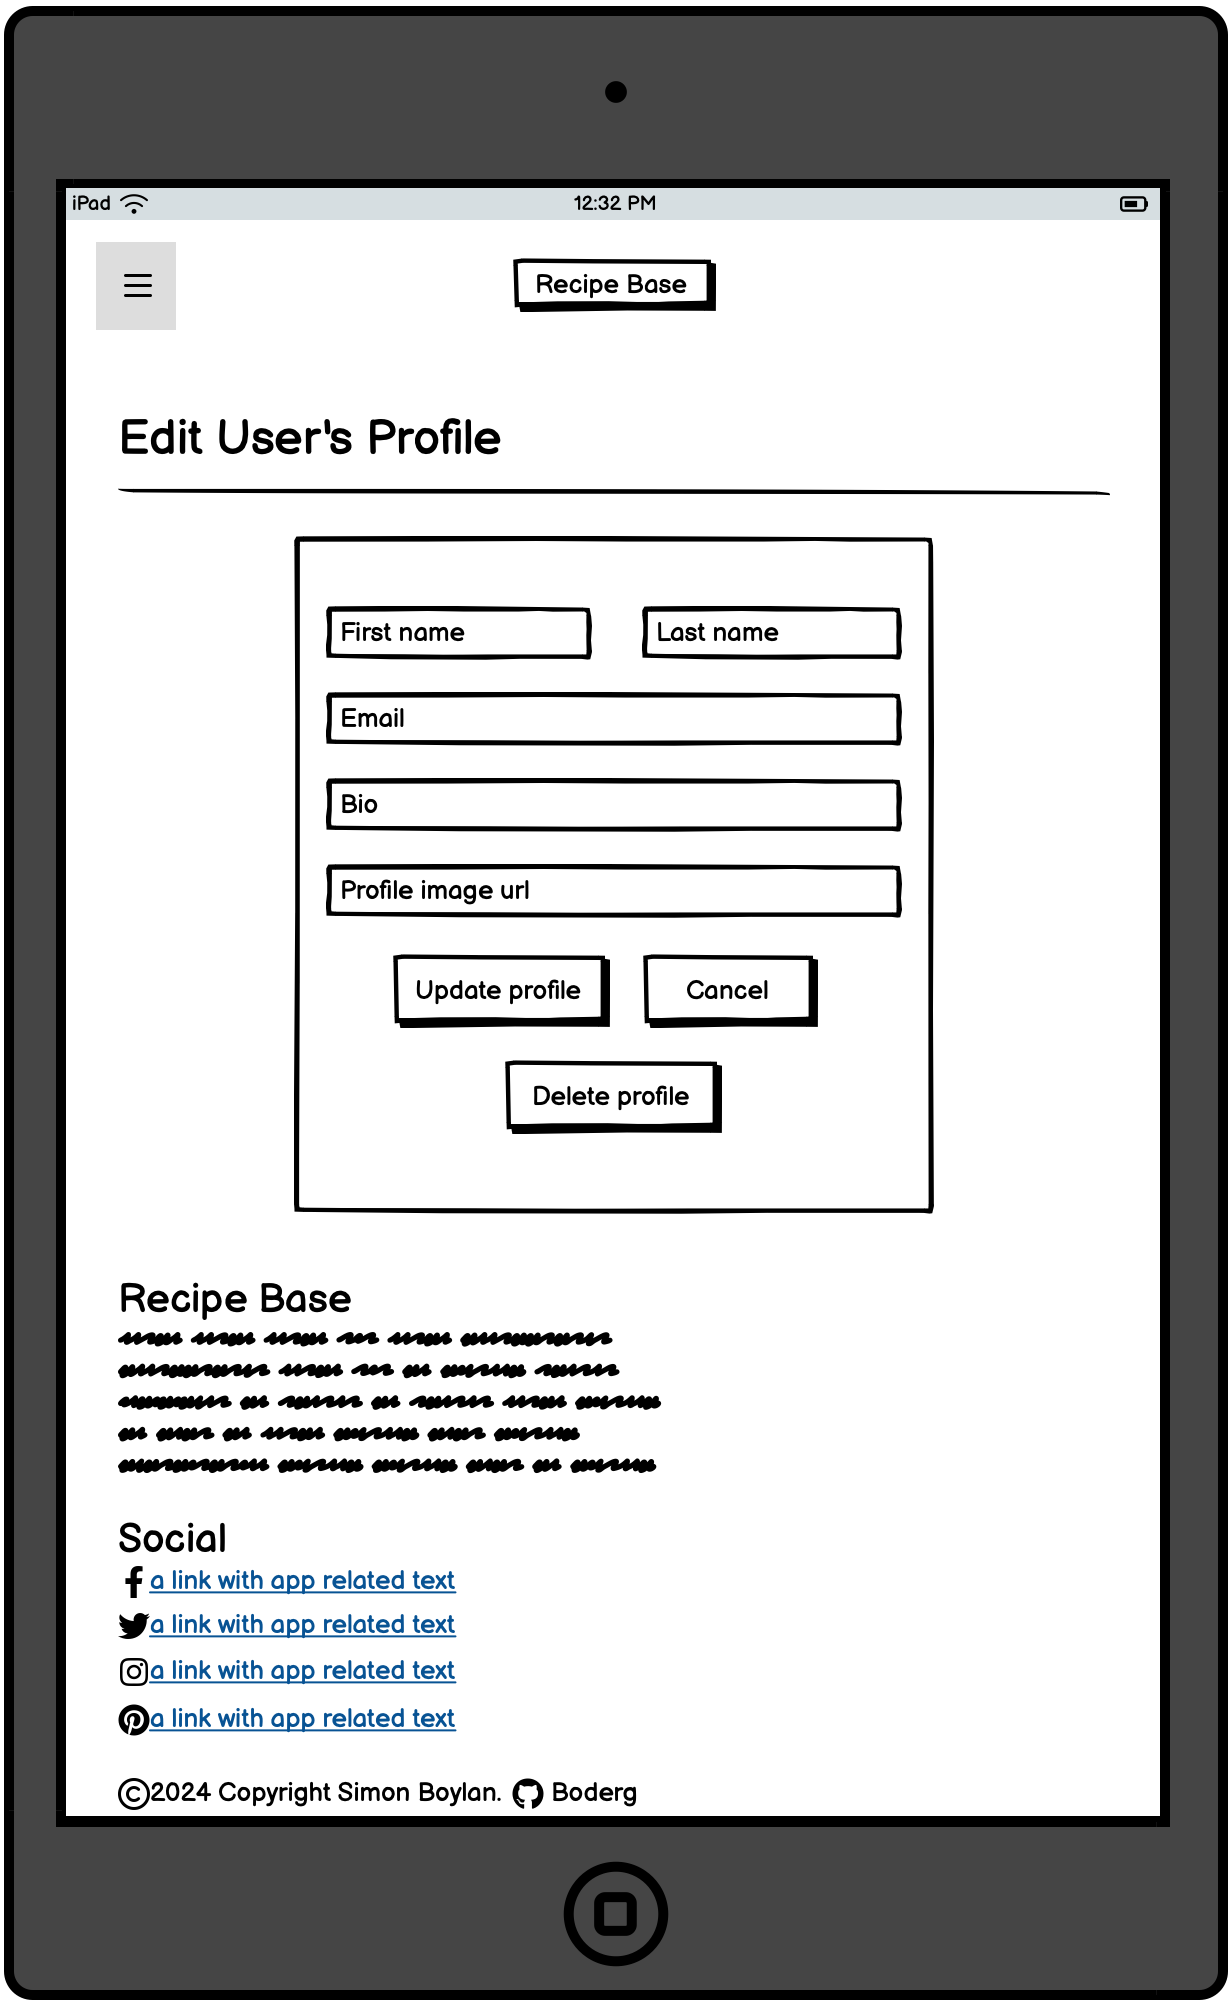 iPad 12:32 PM
Recipe Base
Edit User's Profile
First name Last name
Email
Bio
Profile image url
Update profile Cancel
Delete profile
Recipe Base
Social
a link with app related text
a link with app related text
a link with app related text
a link with app related text
©2024 Copyright Simon Boylan. Boderg